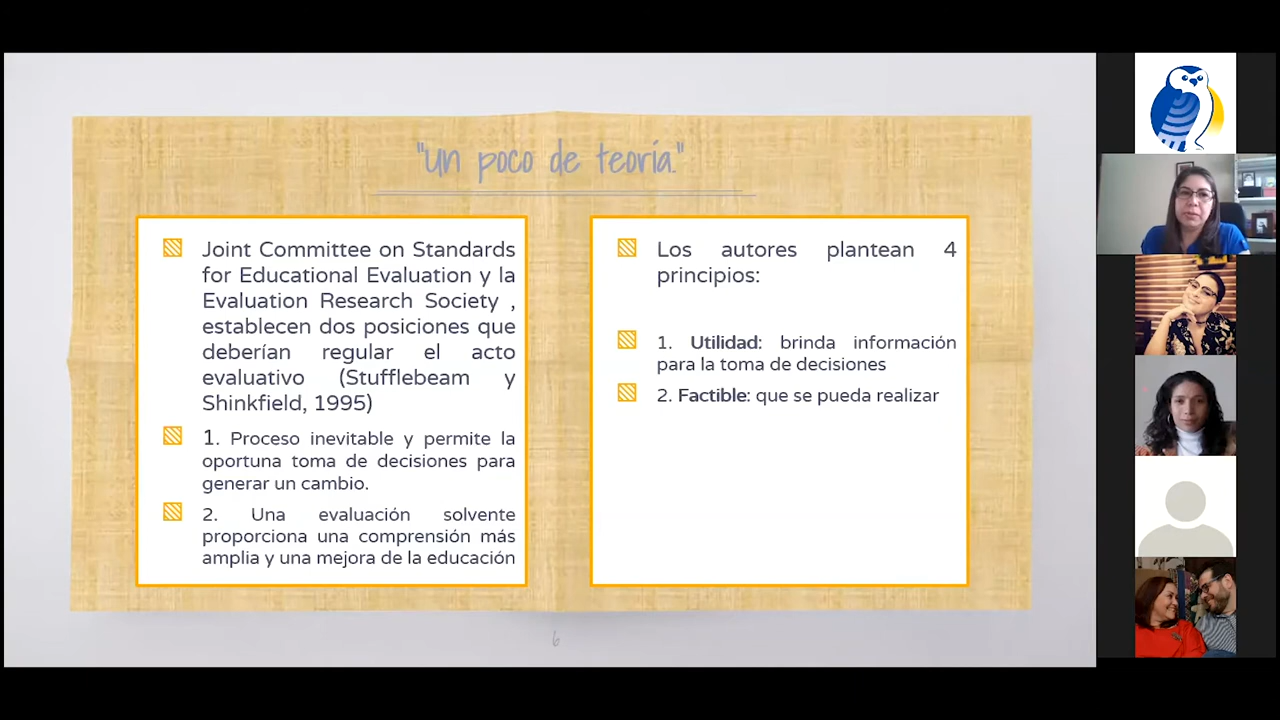 "Un poco de teoría."
Joint Committee on Standards
for Educational Evaluation y la
Evaluation Research Society ,
establecen dos posiciones que
deberían regular el acto
evaluativo (Stufflebeam y
Shinkfield, 1995)
1. Proceso inevitable y permite la
oportuna toma de decisiones para
generar un cambio.
2. Una evaluación solvente
proporciona una comprensión más
amplia y una mejora de la educación
Los autores plantean 4
principios:
1. Utilidad: brinda información
para la toma de decisiones
2. Factible: que se pueda realizar
6